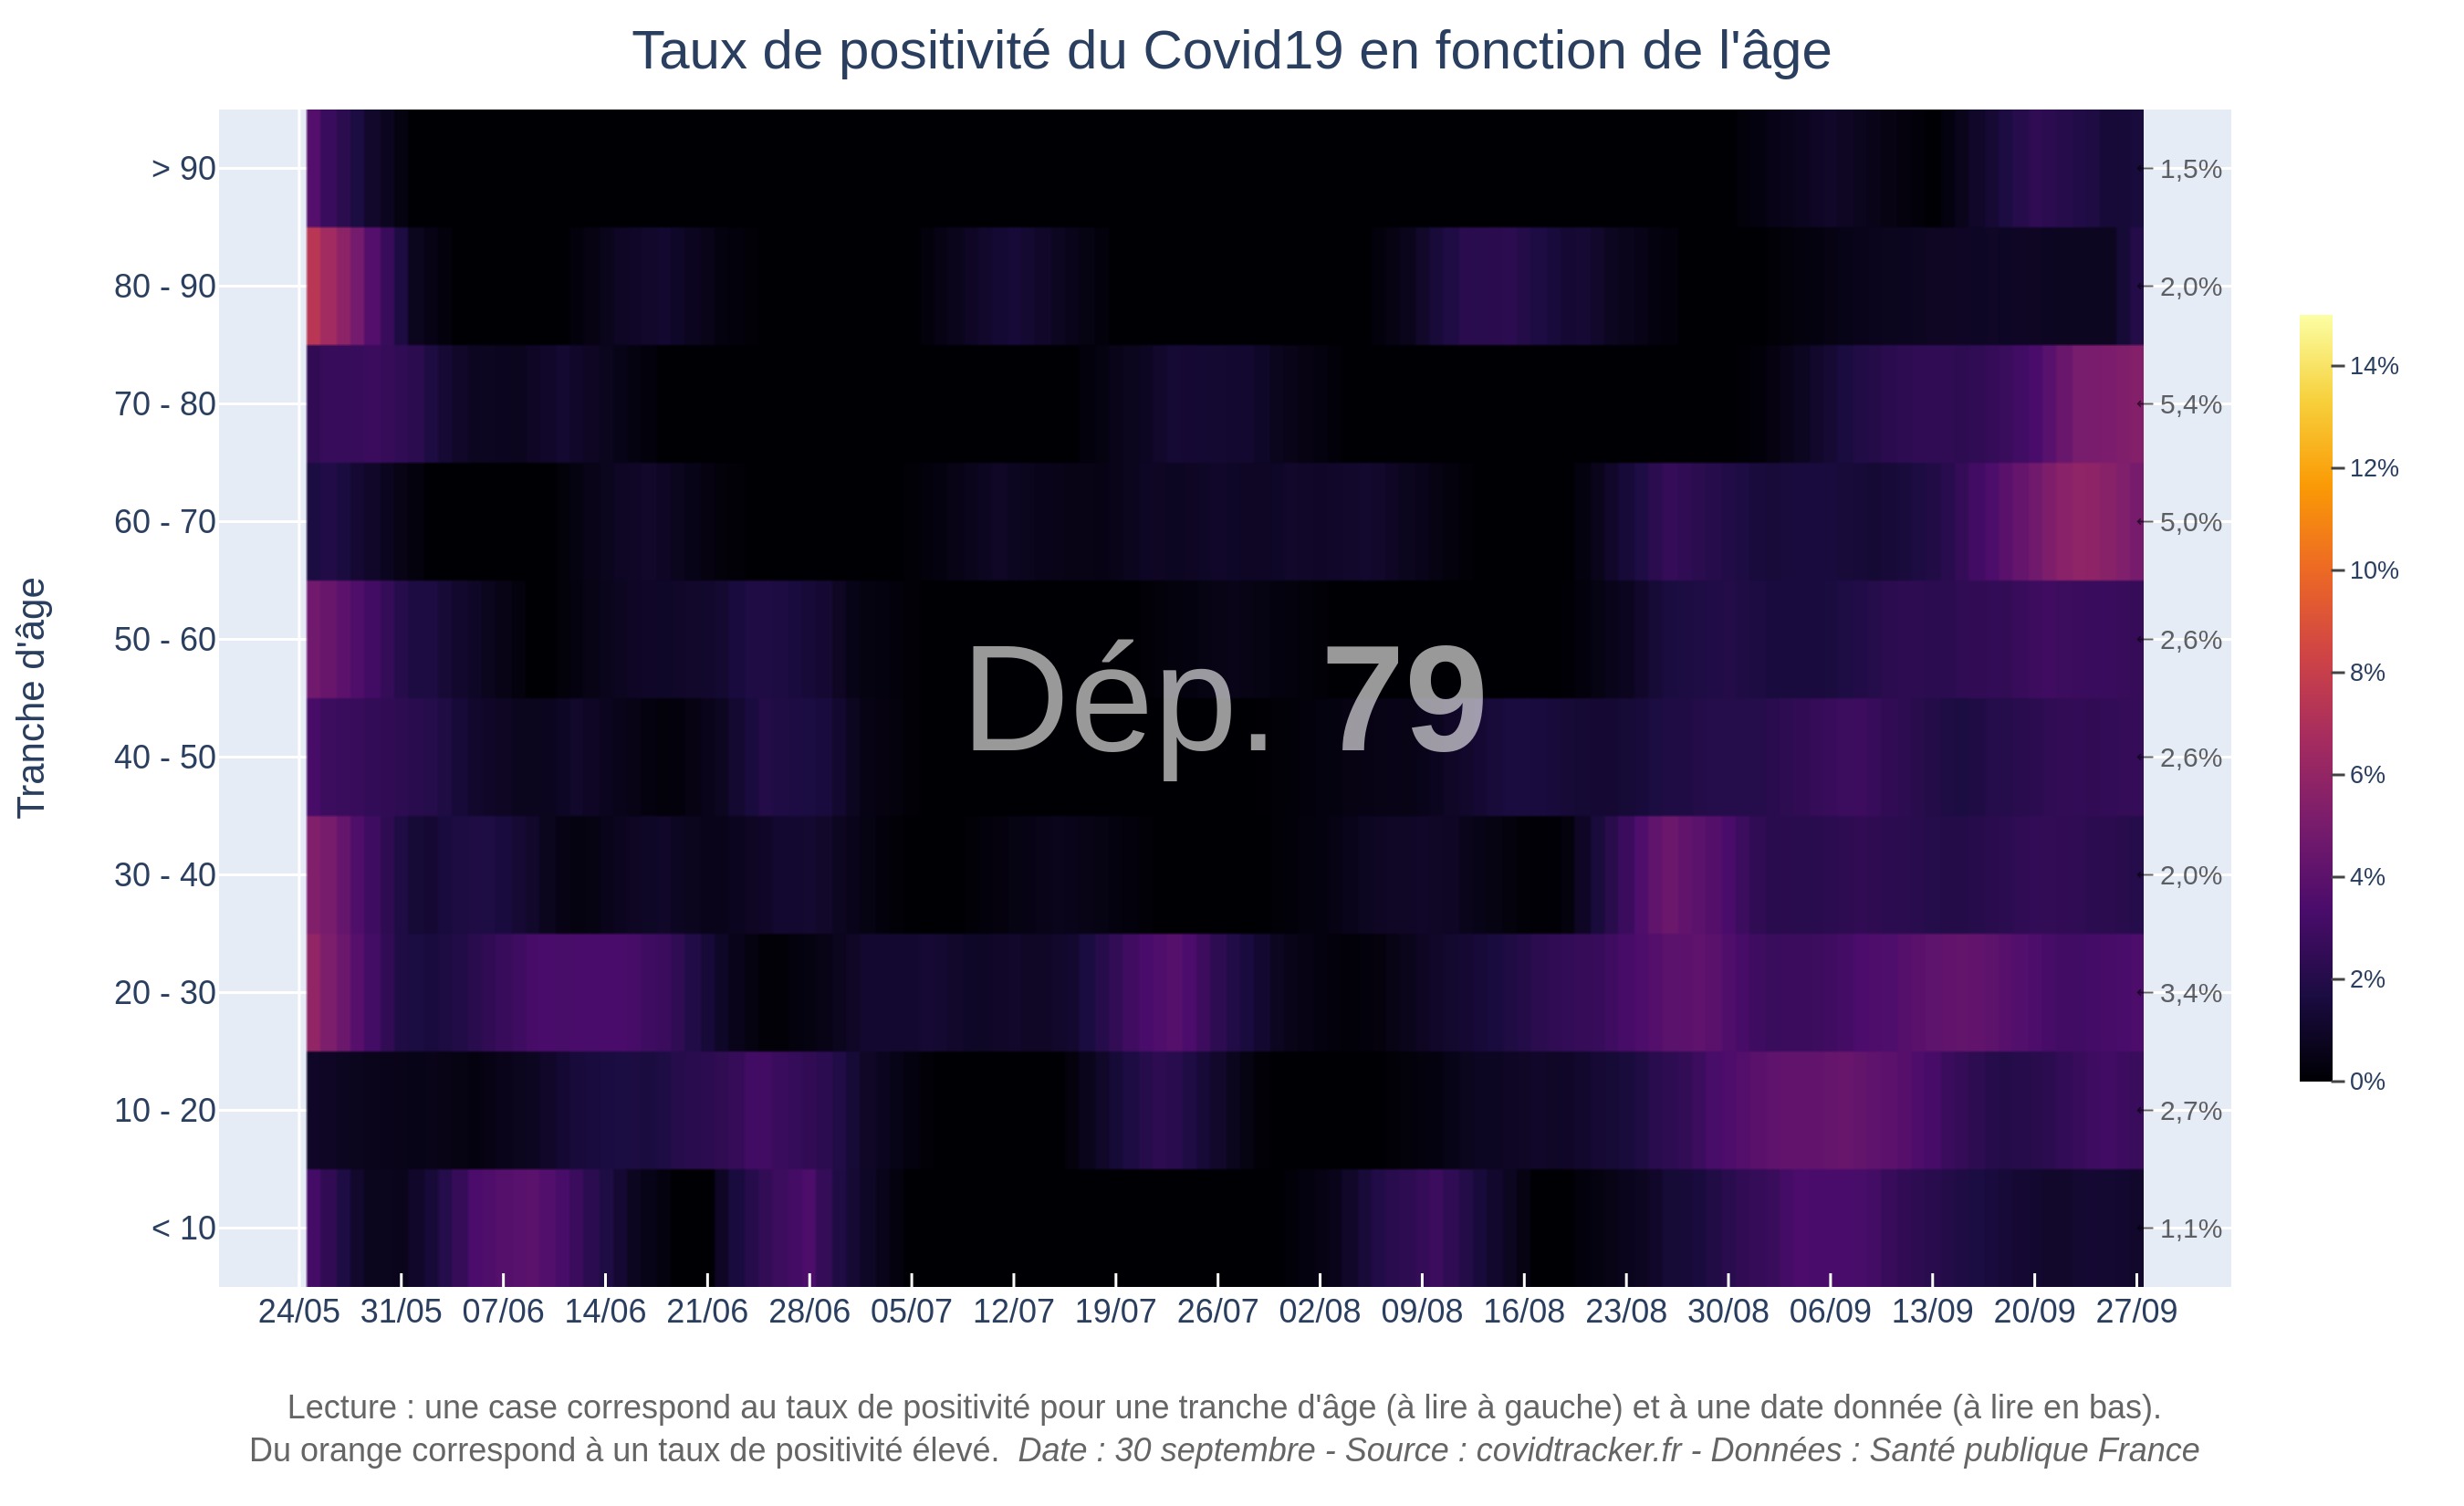 Taux de positivité du Covid19 en fonction de l'âge
Tranche d'âge
> 90
80 - 90
70 - 80
60 - 70
50 - 60
40 - 50
30 - 40
20 - 30
10 - 20
< 10
Dép. 79
1,5%
2,0%
5,4%
5,0%
2,6%
2,6%
2,0%
3,4%
2,7%
1,1%
14%
12%
10%
8%
6%
4%
2%
0%
24/05 31/05 07/06 14/06 21/06 28/06 05/07 12/07 19/07 26/07 02/08 09/08 16/08 23/08 30/08 06/09 13/09 20/09 27/09
Lecture : une case correspond au taux de positivité pour une tranche d'âge (à lire à gauche) et à une date donnée (à lire en bas).
Du orange correspond à un taux de positivité élevé. Date : 30 septembre - Source : covidtracker.fr - Données : Santé publique France